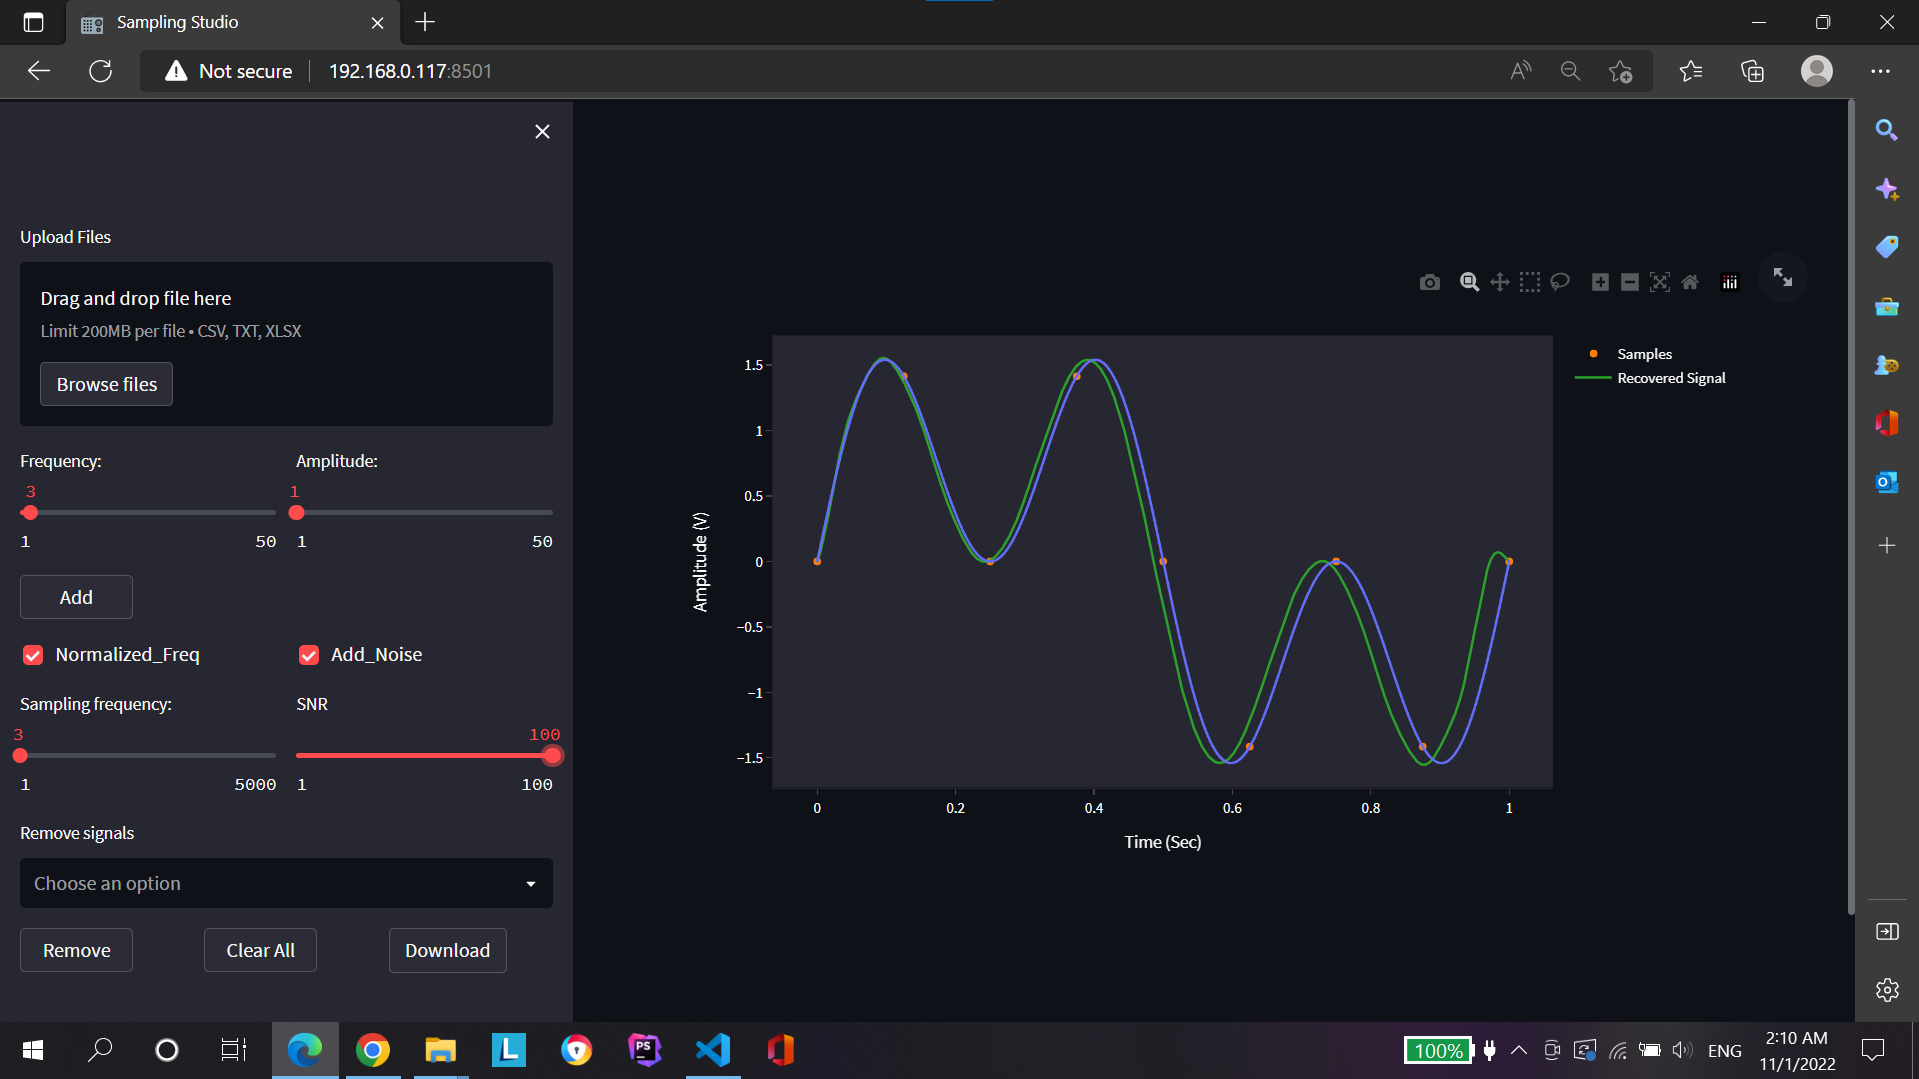 Sampling Studio
Not secure
192.168.0.117:8501
Upload Files
Drag and drop file here
Limit 200MB per file • CSV, TXT, XLSX
Browse files
Frequency:
3
1 50
Amplitude:
1
1 50
Add
Normalized_Freq
Add_Noise
Sampling frequency:
3
1 5000
SNR
100
1 100
Remove signals
Choose an option
Remove
Clear All
Download
Samples
Recovered Signal
Amplitude (V)
1.5
1
0.5
0
−0.5
−1
−1.5
0 0.2 0.4 0.6 0.8 1
Time (Sec)
L
PS
100%
ENG
2:10 AM
11/1/2022